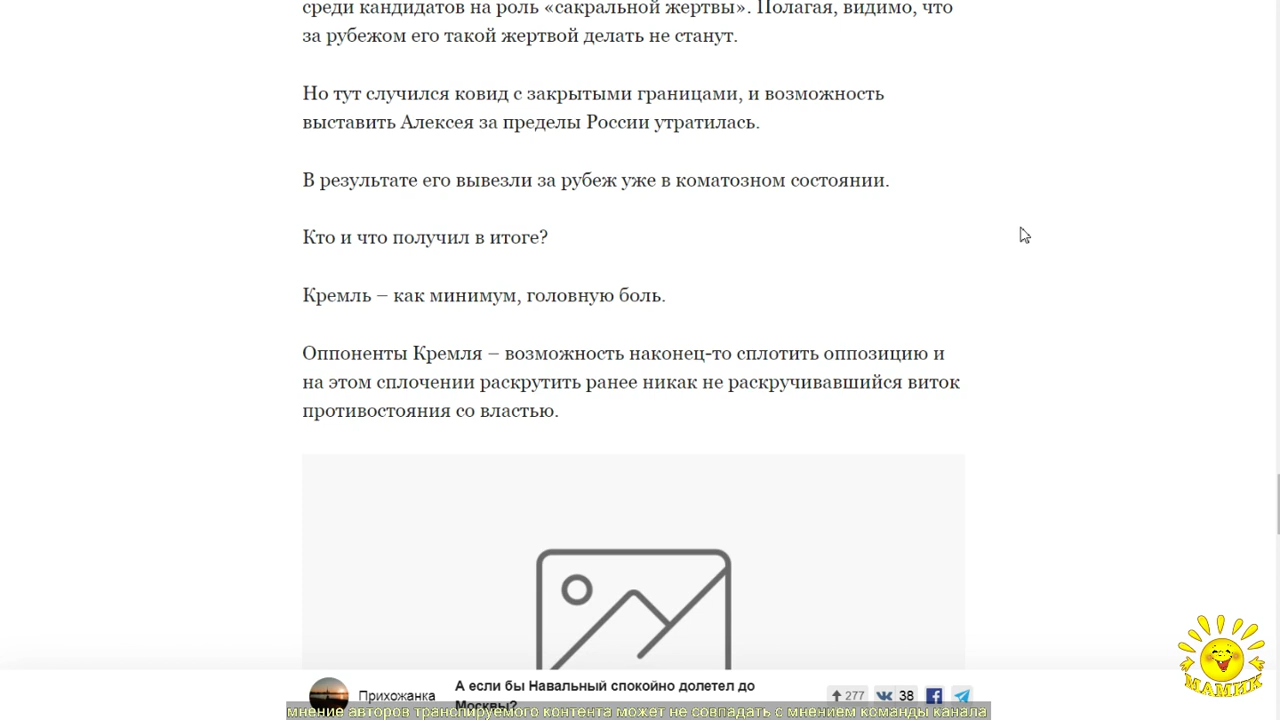 среди кандидатов на роль «сакральной жертвы». Полагая, видимо, что
за рубежом его такой жертвой делать не станут.
Но тут случился ковид с закрытыми границами, и возможность
выставить Алексея за пределы России утратилась.
В результате его вывезли за рубеж уже в коматозном состоянии.
Кто и что получил в итоге?
Кремль – как минимум, головную боль.
Оппоненты Кремля – возможность наконец-то сплотить оппозицию и
на этом сплочении раскрутить ранее никак не раскручивавшийся виток
противостояния со властью.
Прихожанка
А если бы Навальный спокойно долетел до
Москвы?
277
38
мнение авторов транслируемого контента может не совпадать с мнением команды канала
МАМИК